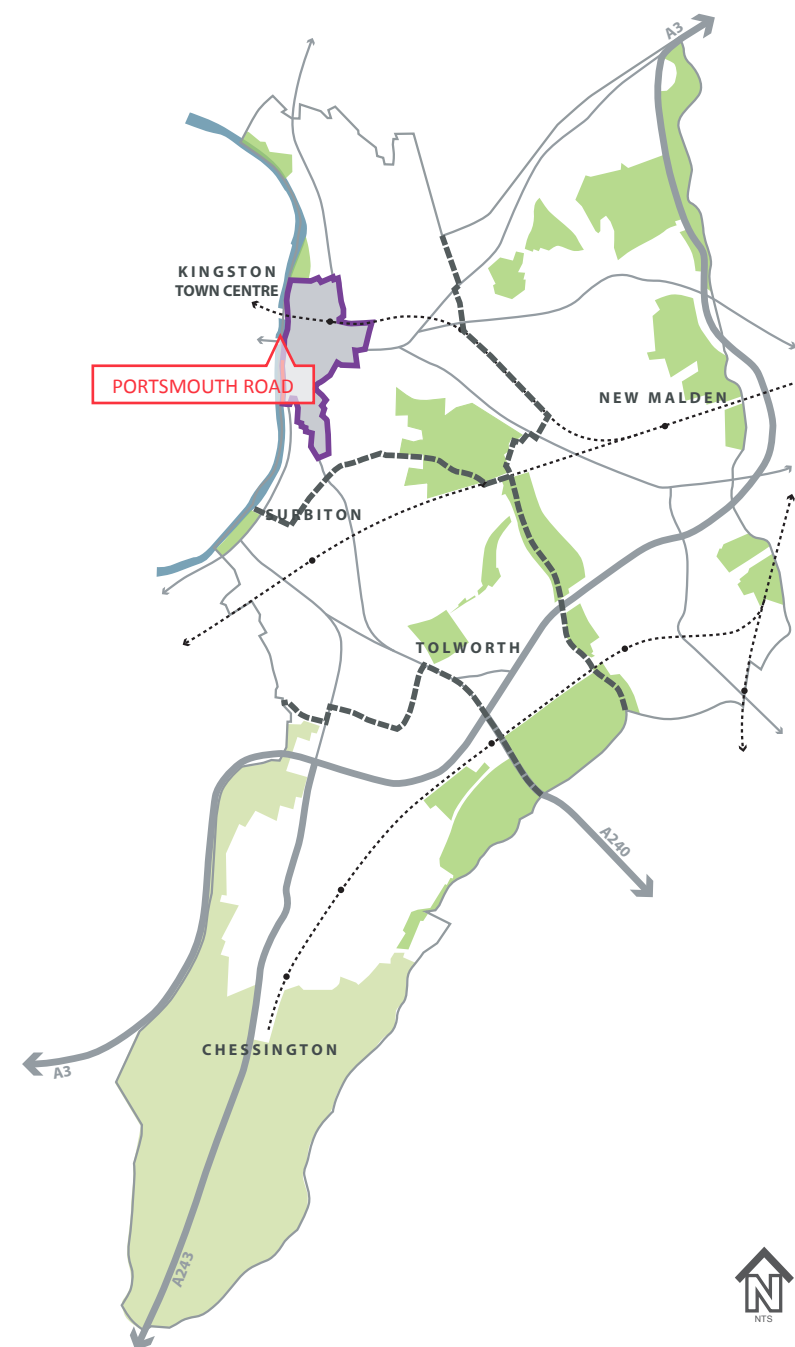 A3
KINGSTON
TOWN CENTRE
PORTSMOUTH ROAD
NEW MALDEN
SURBITON
TOLWORTH
A240
CHESSINGTON
A3
A243
N
NTS